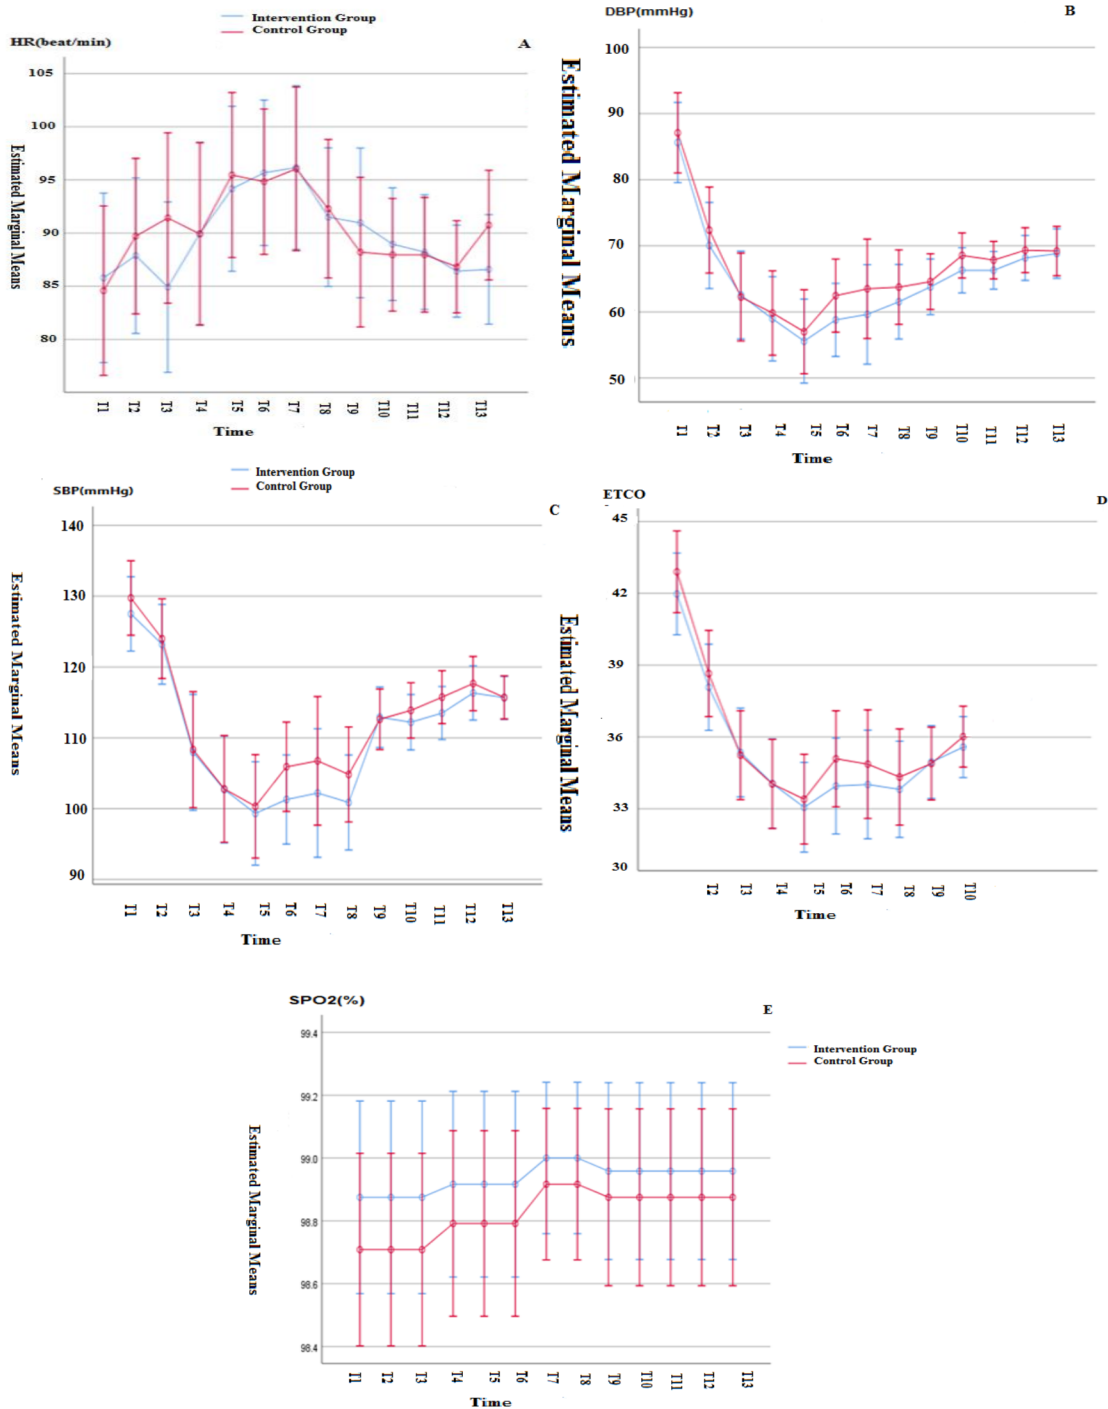 Intervention Group
Control Group
HR(beat/min)
A
105
100
95
90
85
80
Estimated Marginal Means
T1 T2 T3 T4 T5 T6 T7 T8 T9 T10 T11 T12 T13
Time
DBP(mmHg)
B
100
90
80
70
60
50
Estimated Marginal Means
T1 T2 T3 T4 T5 T6 T7 T8 T9 T10 T11 T12 T13
Time
Intervention Group
Control Group
SBP(mmHg)
C
140
130
120
110
100
90
Estimated Marginal Means
T1 T2 T3 T4 T5 T6 T7 T8 T9 T10 T11 T12 T13
Time
ETCO
D
45
42
39
36
33
30
Estimated Marginal Means
T2 T3 T4 T5 T6 T7 T8 T9 T10
Time
SPO2(%)
E
Intervention Group
Control Group
99.4
99.2
99.0
98.8
98.6
98.4
Estimated Marginal Means
T1 T2 T3 T4 T5 T6 T7 T8 T9 T10 T11 T12 T13
Time